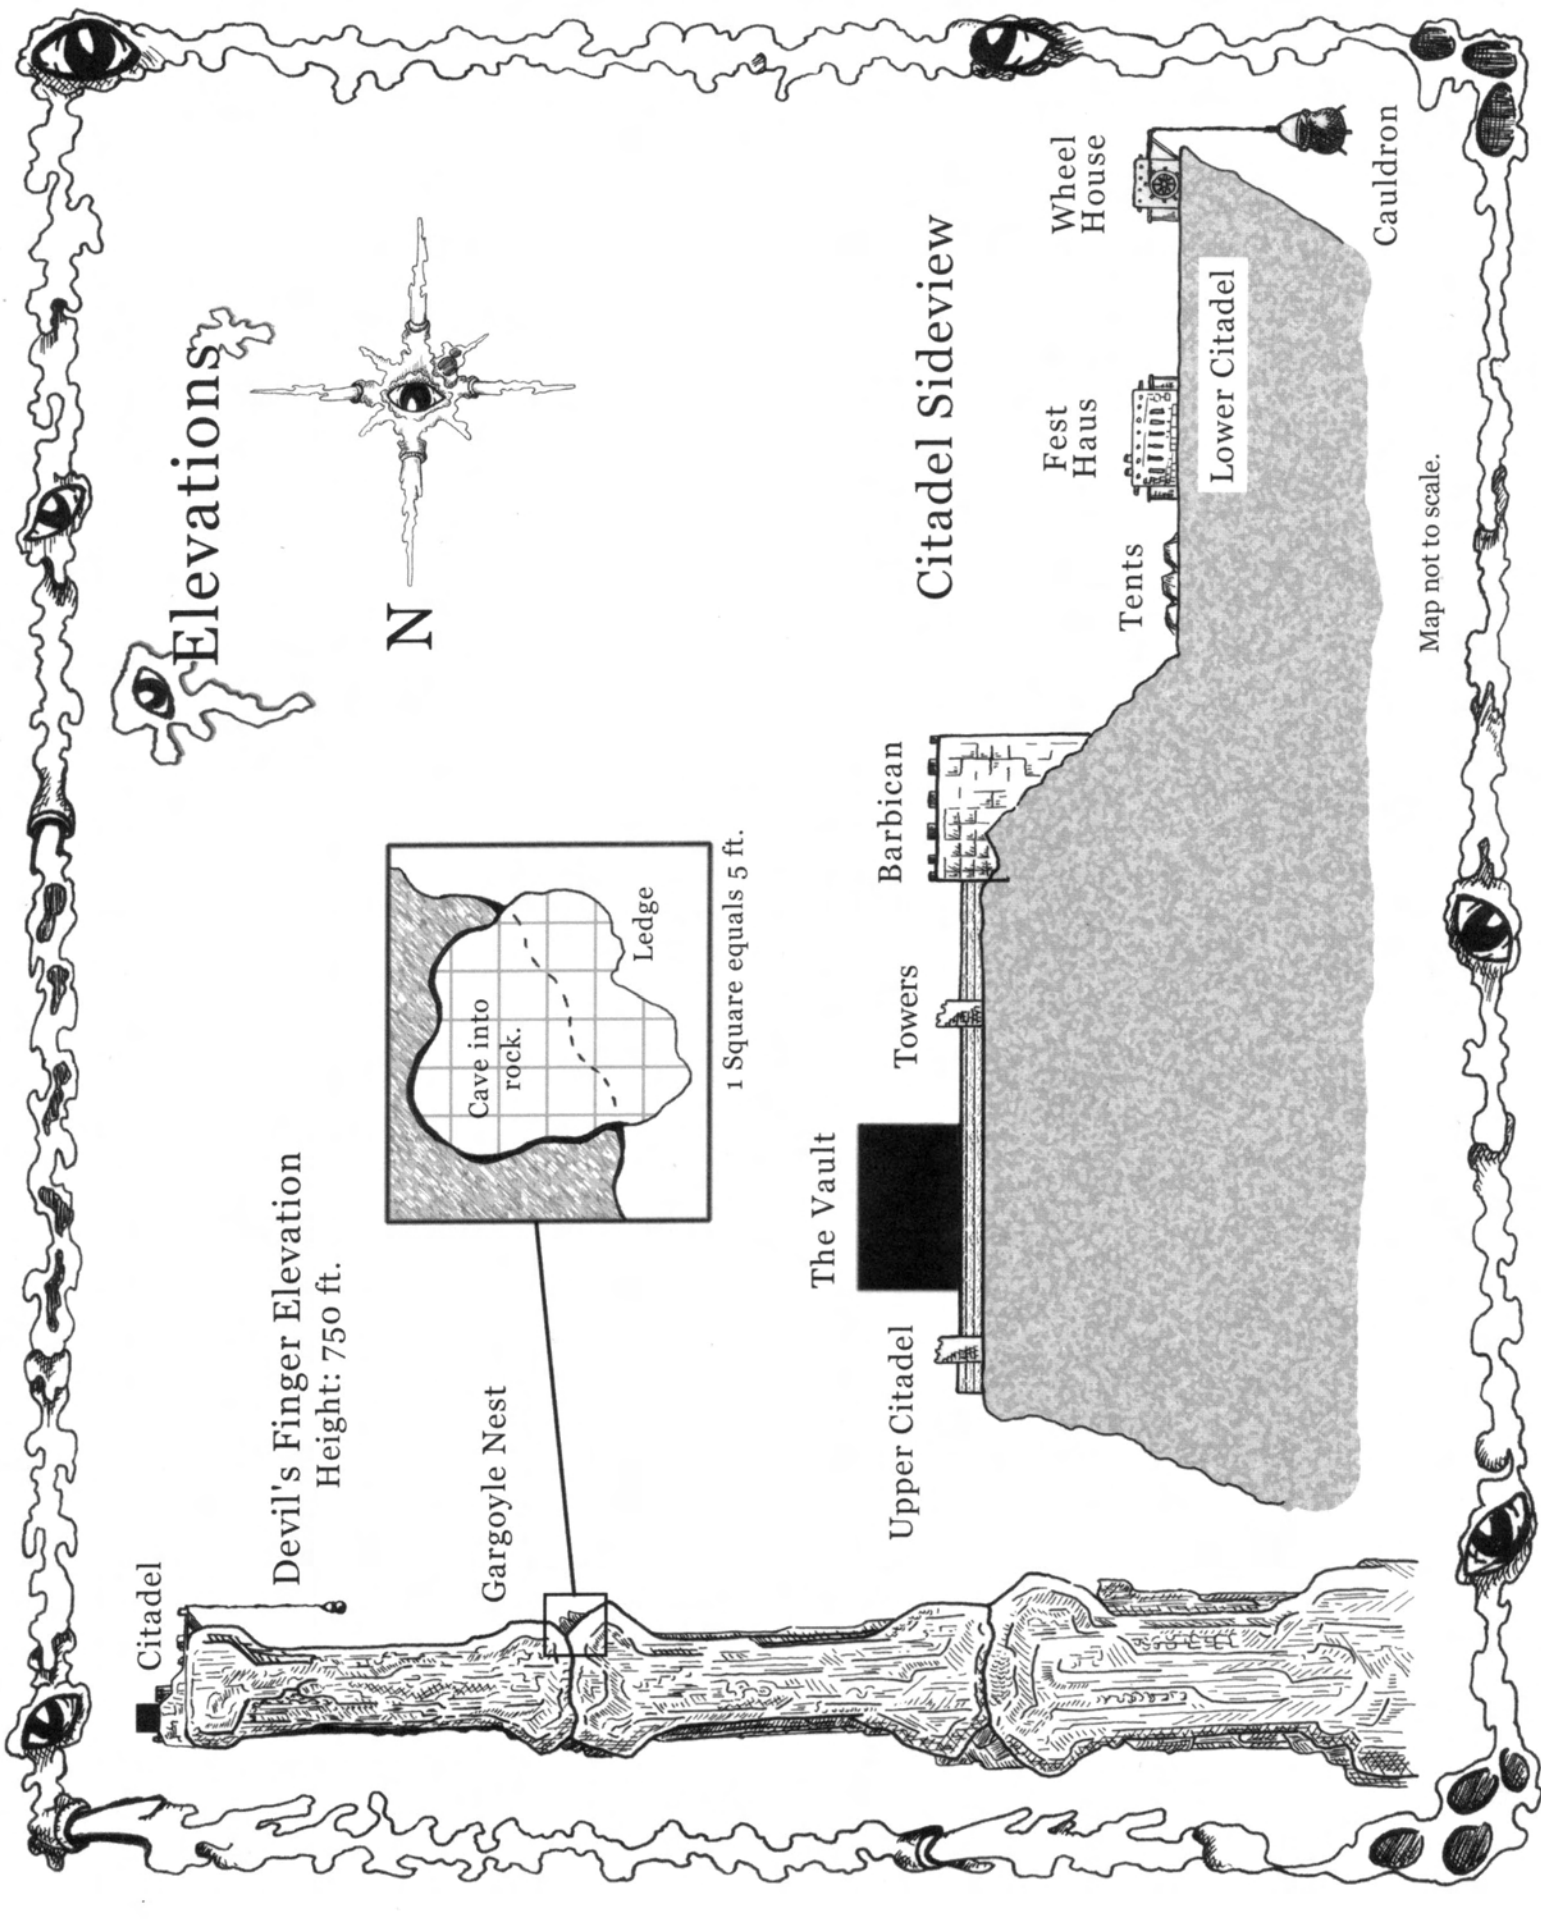 Elevations
N
Citadel
Devil's Finger Elevation
Height: 750 ft.
Gargoyle Nest
Cave into
rock.
Ledge
1 Square equals 5 ft.
Citadel Sideview
Upper Citadel
The Vault
Towers
Barbican
Tents
Fest
Haus
Wheel
House
Lower Citadel
Cauldron
Map not to scale.